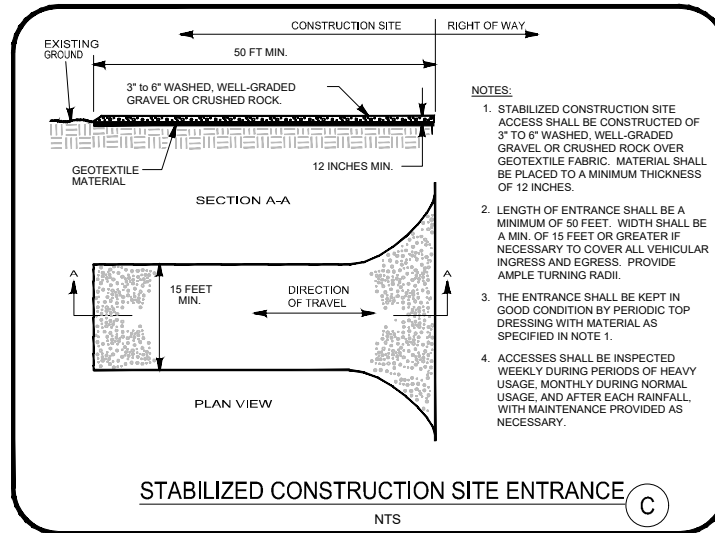 CONSTRUCTION SITE
RIGHT OF WAY
EXISTING
GROUND
50 FT MIN.
3" to 6" WASHED, WELL-GRADED
GRAVEL OR CRUSHED ROCK.
GEOTEXTILE
MATERIAL
12 INCHES MIN.
SECTION A-A
A
15 FEET
MIN.
DIRECTION
OF TRAVEL
A
PLAN VIEW
NOTES:
1. STABILIZED CONSTRUCTION SITE
ACCESS SHALL BE CONSTRUCTED OF
3" TO 6" WASHED, WELL-GRADED
GRAVEL OR CRUSHED ROCK OVER
GEOTEXTILE FABRIC. MATERIAL SHALL
BE PLACED TO A MINIMUM THICKNESS
OF 12 INCHES.
2. LENGTH OF ENTRANCE SHALL BE A
MINIMUM OF 50 FEET. WIDTH SHALL BE
A MIN. OF 15 FEET OR GREATER IF
NECESSARY TO COVER ALL VEHICULAR
INGRESS AND EGRESS. PROVIDE
AMPLE TURNING RADII.
3. THE ENTRANCE SHALL BE KEPT IN
GOOD CONDITION BY PERIODIC TOP
DRESSING WITH MATERIAL AS
SPECIFIED IN NOTE 1.
4. ACCESSES SHALL BE INSPECTED
WEEKLY DURING PERIODS OF HEAVY
USAGE, MONTHLY DURING NORMAL
USAGE, AND AFTER EACH RAINFALL,
WITH MAINTENANCE PROVIDED AS
NECESSARY.
STABILIZED CONSTRUCTION SITE ENTRANCE
C
NTS